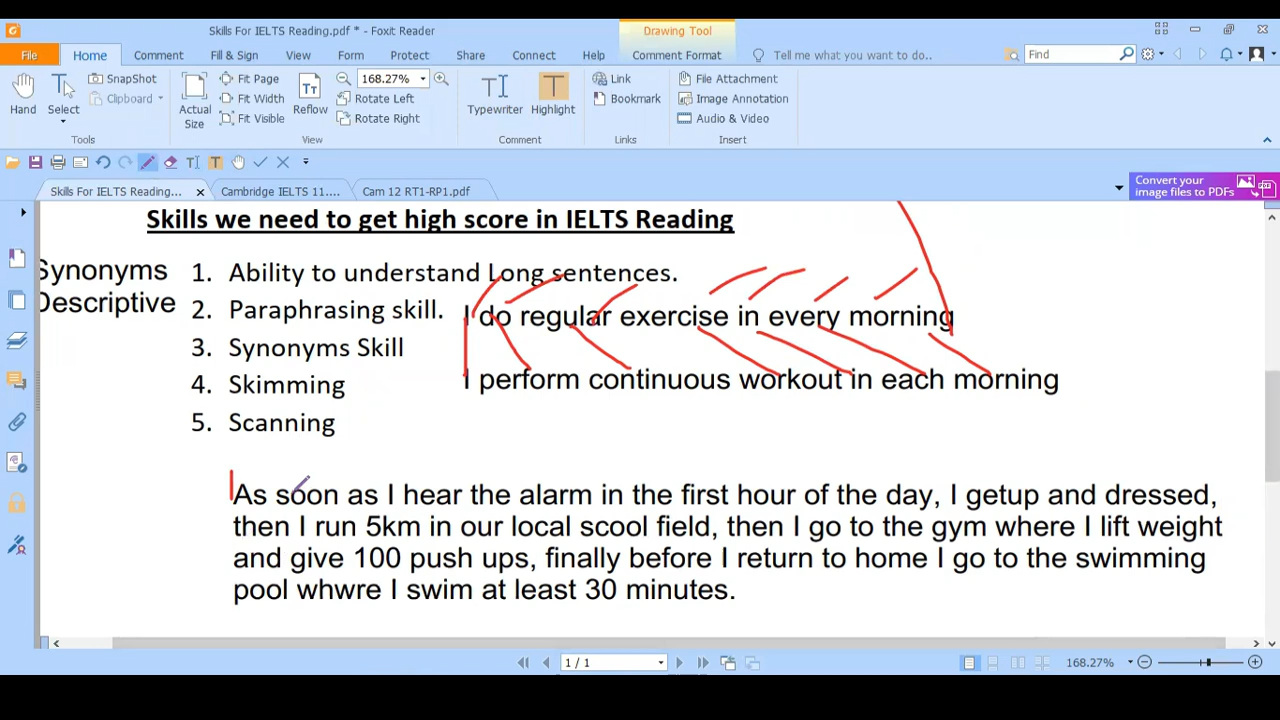 Skills For IELTS Reading.pdf * - Foxit Reader
Drawing Tool
File Home Comment Fill & Sign View Form Protect Share Connect Help Comment Format Tell me what you want to do.. Find
Hand
Select
SnapShot
Clipboard
Tools
Actual Size
Fit Page
Fit Width
Fit Visible
Reflow
168.27%
Rotate Left
Rotate Right
View
Typewriter
Highlight
Comment
Link
Bookmark
Links
File Attachment
Image Annotation
Audio & Video
Insert
Skills For IELTS Reading... Cambridge IELTS 11.... Cam 12 RT1-RP1.pdf
Convert your
image files to PDFs
Skills we need to get high score in IELTS Reading
Synonyms
Descriptive
1. Ability to understand Long sentences.
2. Paraphrasing skill.
I do regular exercise in every morning
3. Synonyms Skill
4. Skimming
I perform continuous workout in each morning
5. Scanning
As soon as I hear the alarm in the first hour of the day, I getup and dressed,
then I run 5km in our local scool field, then I go to the gym where I lift weight
and give 100 push ups, finally before I return to home I go to the swimming
pool whwre I swim at least 30 minutes.
1 / 1
168.27%